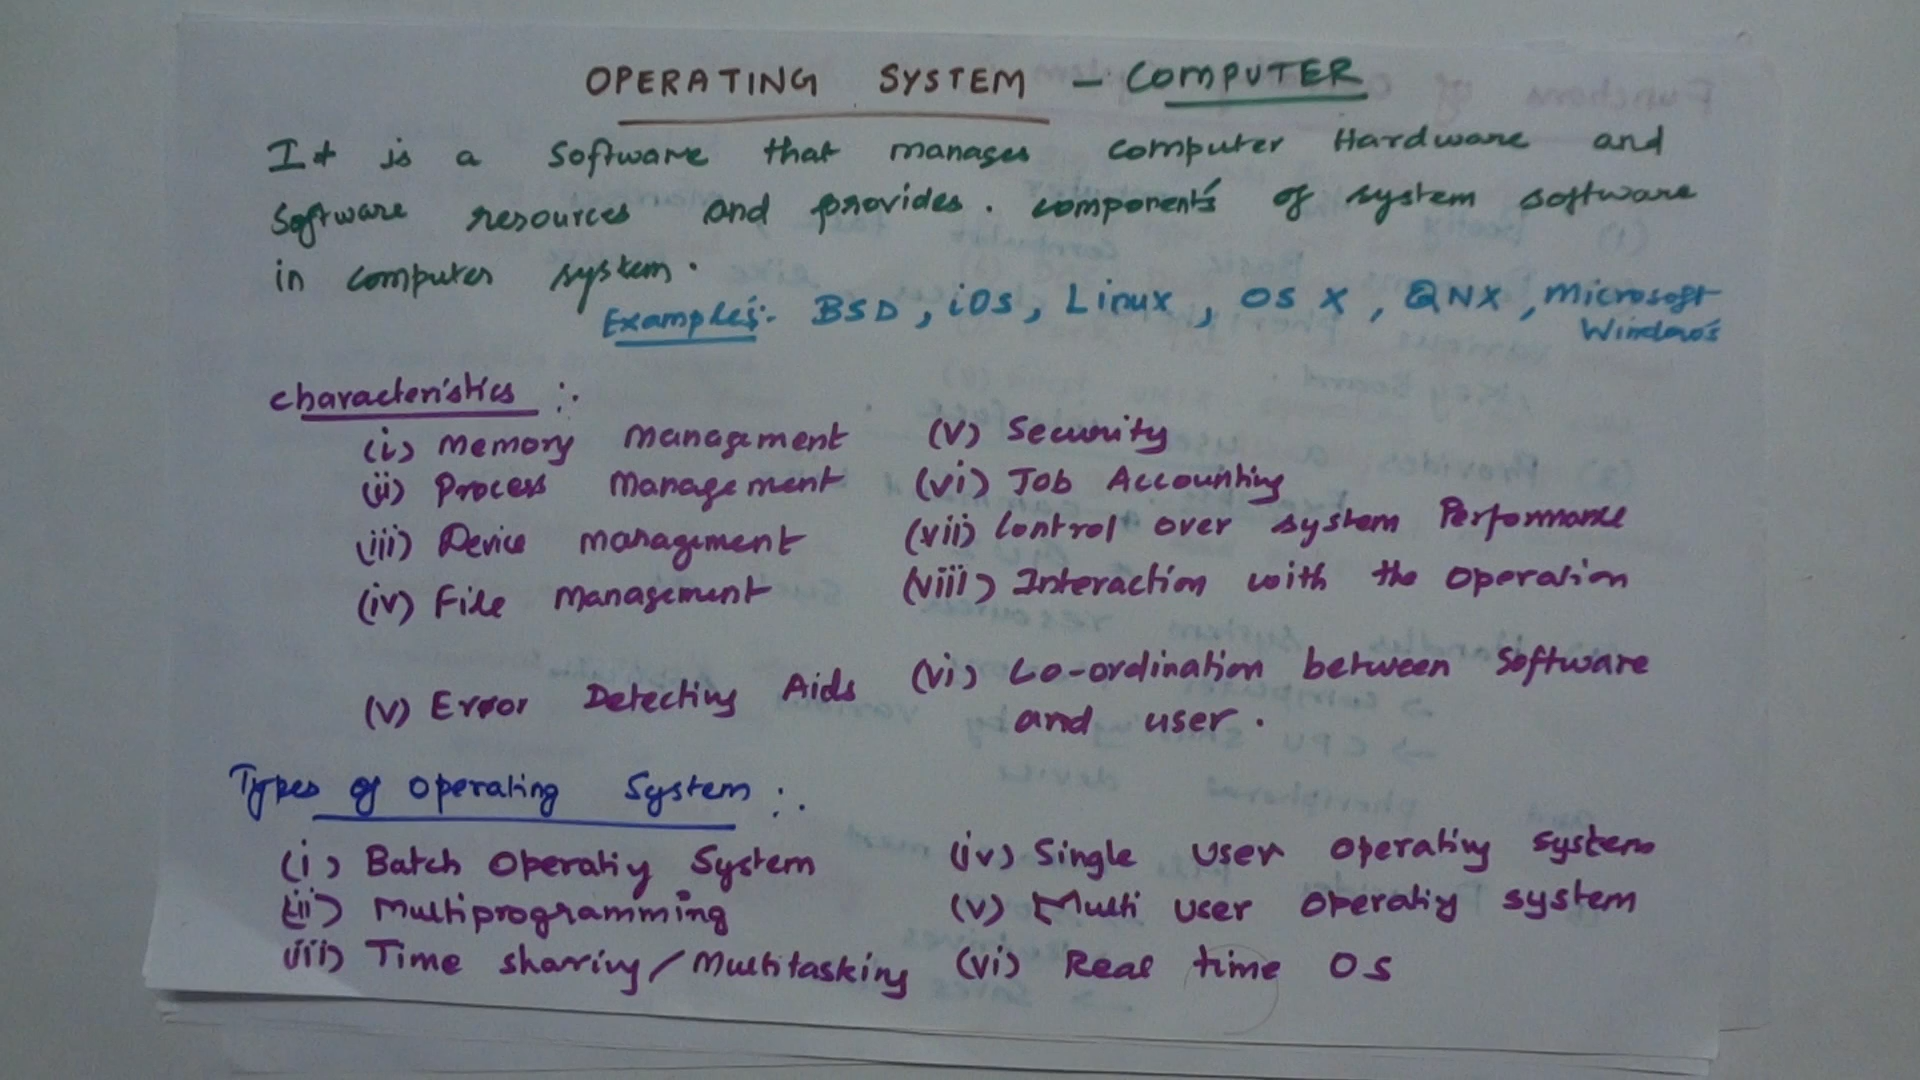 OPERATING SYSTEM - COMPUTER
It is a Software that manages computer Hardware and
Software resources and provides. components of system software
in computer system.
Examples:- BSD, iOS, Linux, OS X, QNX, Microsoft
Windows
Characteristics :-
(i) Memory Management
(ii) Process Management
(iii) Device management
(iv) File Management
(v) Security
(vi) Job Accounting
(vii) Control over system Performance
(viii) Interaction with the Operation
(v) Error Detecting Aids
(vi) Co-ordination between Software
and user.
Types of Operating System :.
(i) Batch Operating System
(ii) Multiprogramming
(iii) Time sharing / Multitasking
(iv) Single User Operating System
(v) Multi User Operating system
(vi) Real time OS